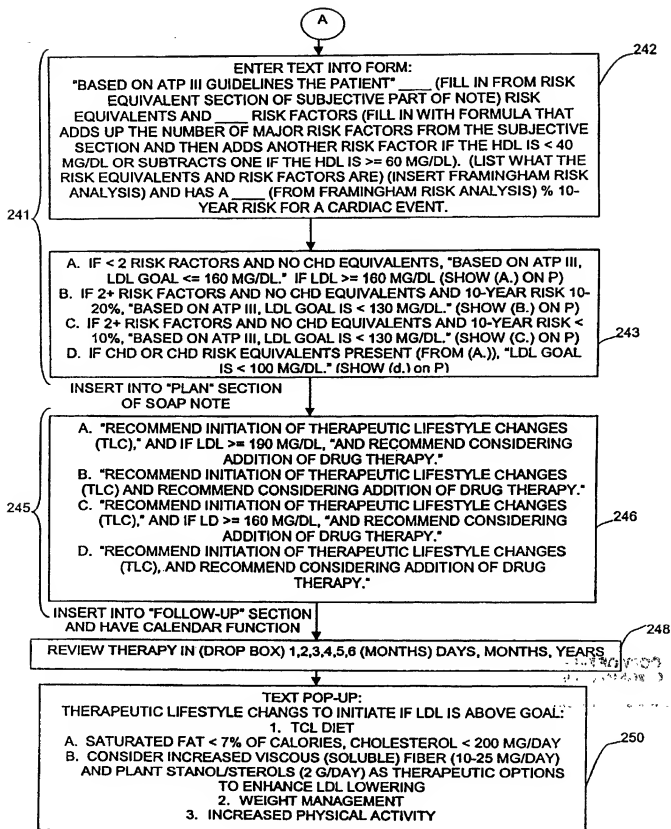 A
242
ENTER TEXT INTO FORM:
"BASED ON ATP III GUIDELINES THE PATIENT" ____ (FILL IN FROM RISK
EQUIVALENT SECTION OF SUBJECTIVE PART OF NOTE) RISK
EQUIVALENTS AND ____ RISK FACTORS (FILL IN WITH FORMULA THAT
ADDS UP THE NUMBER OF MAJOR RISK FACTORS FROM THE SUBJECTIVE
SECTION AND THEN ADDS ANOTHER RISK FACTOR IF THE HDL IS < 40
MG/DL OR SUBTRACTS ONE IF THE HDL IS >= 60 MG/DL). (LIST WHAT THE
RISK EQUIVALENTS AND RISK FACTORS ARE) (INSERT FRAMINGHAM RISK
ANALYSIS) AND HAS A ____ (FROM FRAMINGHAM RISK ANALYSIS) % 10-
YEAR RISK FOR A CARDIAC EVENT.
241
A. IF < 2 RISK RACTORS AND NO CHD EQUIVALENTS, "BASED ON ATP III,
LDL GOAL <= 160 MG/DL." IF LDL >= 160 MG/DL (SHOW (A.) ON P)
B. IF 2+ RISK FACTORS AND NO CHD EQUIVALENTS AND 10-YEAR RISK 10-
20%, "BASED ON ATP III, LDL GOAL IS < 130 MG/DL." (SHOW (B.) ON P)
C. IF 2+ RISK FACTORS AND NO CHD EQUIVALENTS AND 10-YEAR RISK <
10%, "BASED ON ATP III, LDL GOAL IS < 130 MG/DL." (SHOW (C.) ON P)
D. IF CHD OR CHD RISK EQUIVALENTS PRESENT (FROM (A.)), "LDL GOAL
IS < 100 MG/DL." (SHOW (d.) on P)
243
INSERT INTO "PLAN" SECTION
OF SOAP NOTE
A. "RECOMMEND INITIATION OF THERAPEUTIC LIFESTYLE CHANGES
(TLC)," AND IF LDL >= 190 MG/DL, "AND RECOMMEND CONSIDERING
ADDITION OF DRUG THERAPY."
B. "RECOMMEND INITIATION OF THERAPEUTIC LIFESTYLE CHANGES
(TLC) AND RECOMMEND CONSIDERING ADDITION OF DRUG THERAPY."
C. "RECOMMEND INITIATION OF THERAPEUTIC LIFESTYLE CHANGES
(TLC)," AND IF LD >= 160 MG/DL, "AND RECOMMEND CONSIDERING
ADDITION OF DRUG THERAPY."
D. "RECOMMEND INITIATION OF THERAPEUTIC LIFESTYLE CHANGES
(TLC), AND RECOMMEND CONSIDERING ADDITION OF DRUG
THERAPY."
245
246
INSERT INTO "FOLLOW-UP" SECTION
AND HAVE CALENDAR FUNCTION
248
REVIEW THERAPY IN (DROP BOX) 1,2,3,4,5,6 (MONTHS) DAYS, MONTHS, YEARS
TEXT POP-UP:
THERAPEUTIC LIFESTYLE CHANGS TO INITIATE IF LDL IS ABOVE GOAL:
1. TCL DIET
A. SATURATED FAT < 7% OF CALORIES, CHOLESTEROL < 200 MG/DAY
B. CONSIDER INCREASED VISCOUS (SOLUBLE) FIBER (10-25 MG/DAY)
AND PLANT STANOL/STEROLS (2 G/DAY) AS THERAPEUTIC OPTIONS
TO ENHANCE LDL LOWERING
2. WEIGHT MANAGEMENT
3. INCREASED PHYSICAL ACTIVITY
250